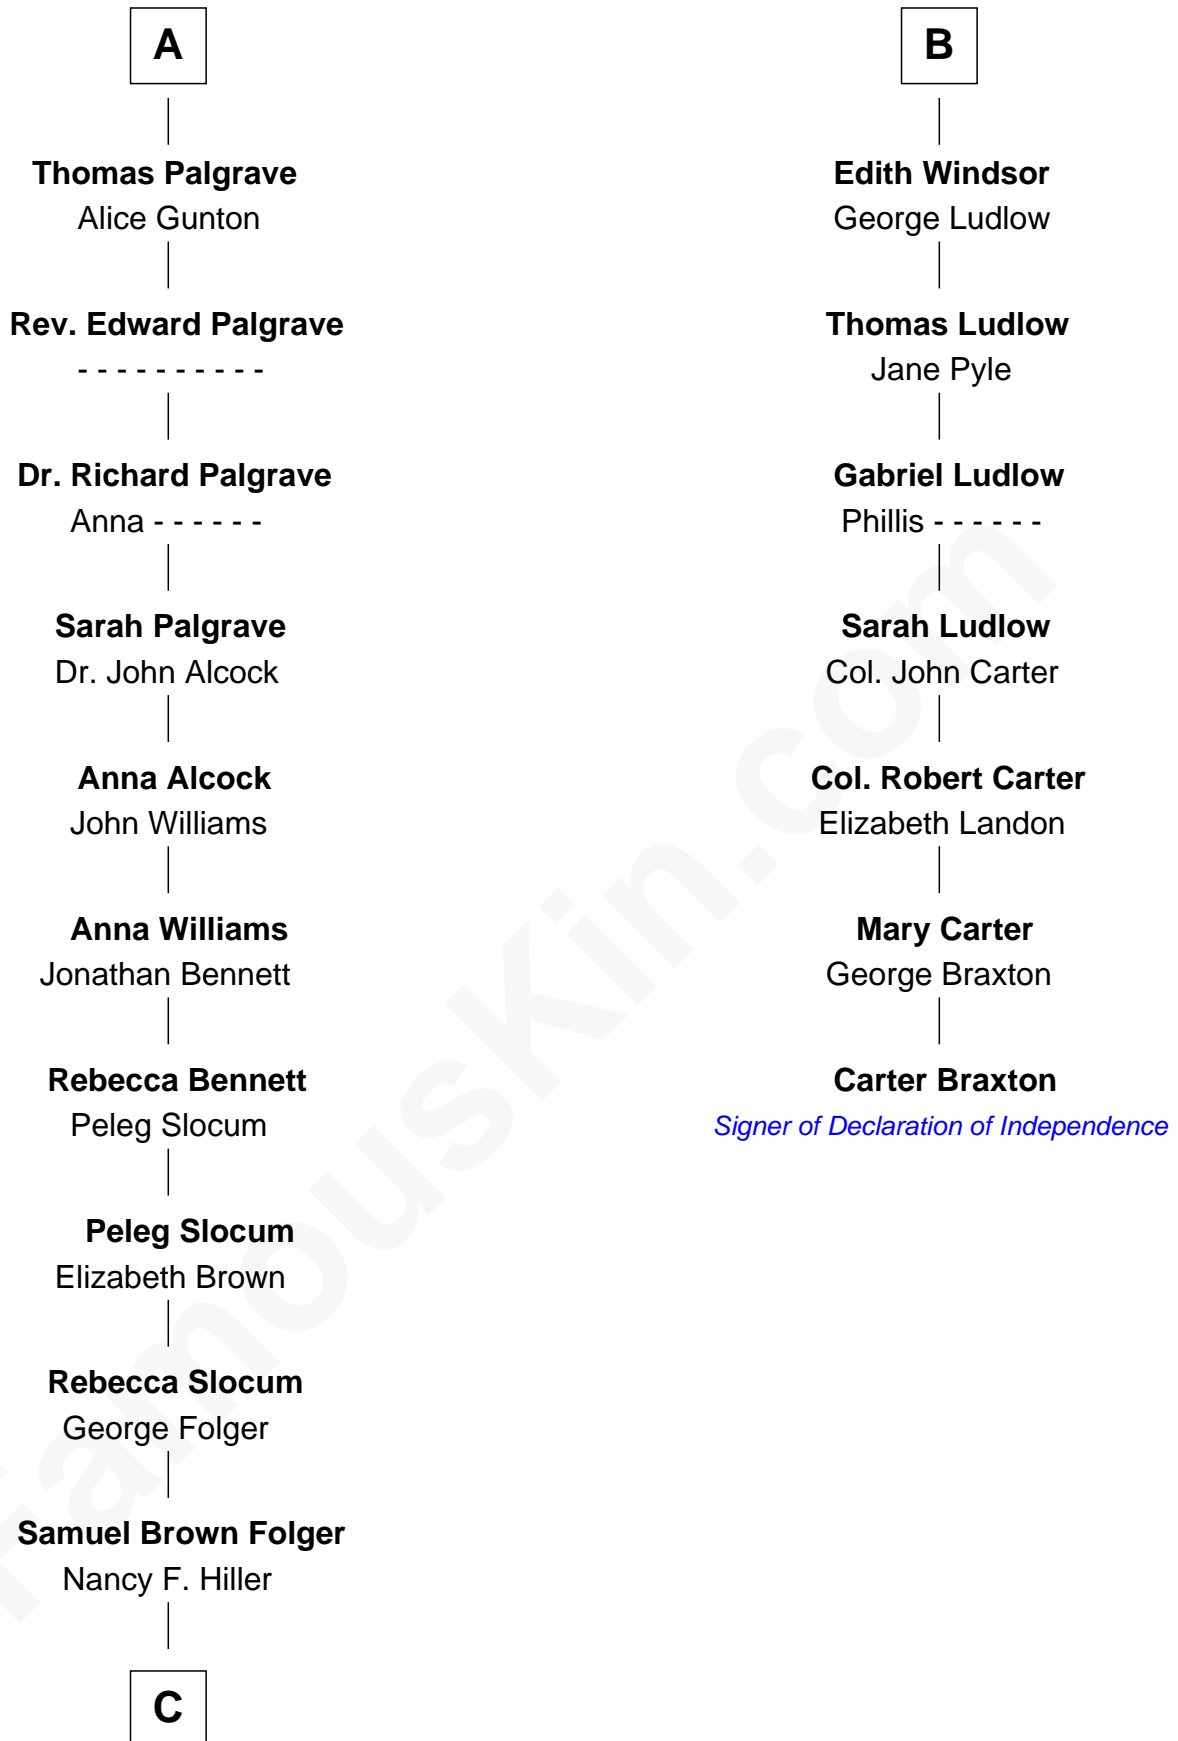 A
Thomas Palgrave
Alice Gunton
Rev. Edward Palgrave
- - - - - - - - - -
Dr. Richard Palgrave
Anna - - - - - -
Sarah Palgrave
Dr. John Alcock
Anna Alcock
John Williams
Anna Williams
Jonathan Bennett
Rebecca Bennett
Peleg Slocum
Peleg Slocum
Elizabeth Brown
Rebecca Slocum
George Folger
Samuel Brown Folger
Nancy F. Hiller
C
B
Edith Windsor
George Ludlow
Thomas Ludlow
Jane Pyle
Gabriel Ludlow
Phillis - - - - - -
Sarah Ludlow
Col. John Carter
Col. Robert Carter
Elizabeth Landon
Mary Carter
George Braxton
Carter Braxton
Signer of Declaration of Independence
FamousKin.com